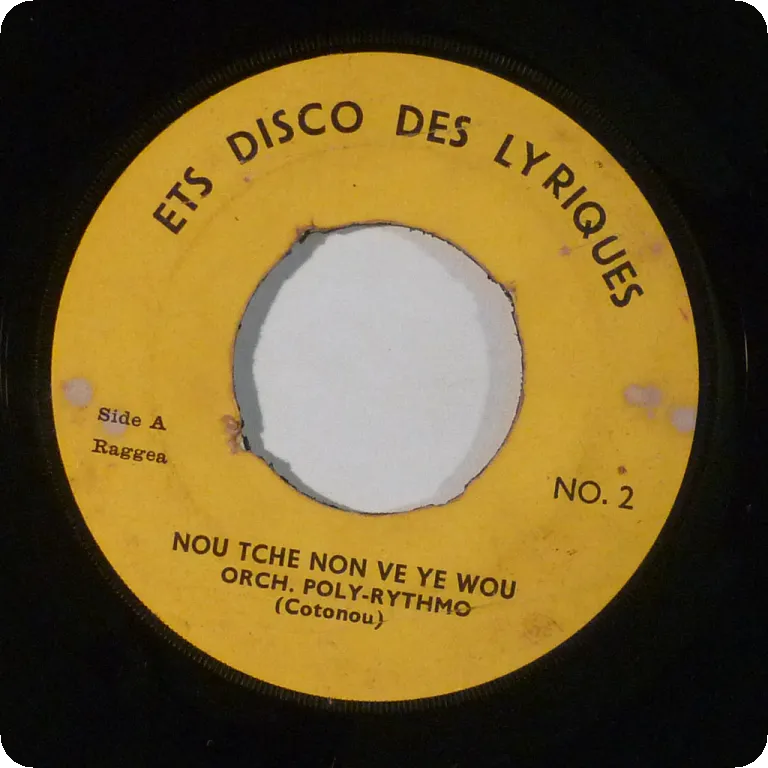 ETS DISCO DES LYRIQUES
Side A
Raggea
NO. 2
NOU TCHE NON VE YE WOU
ORCH. POLY-RYTHMO
(Cotonou)